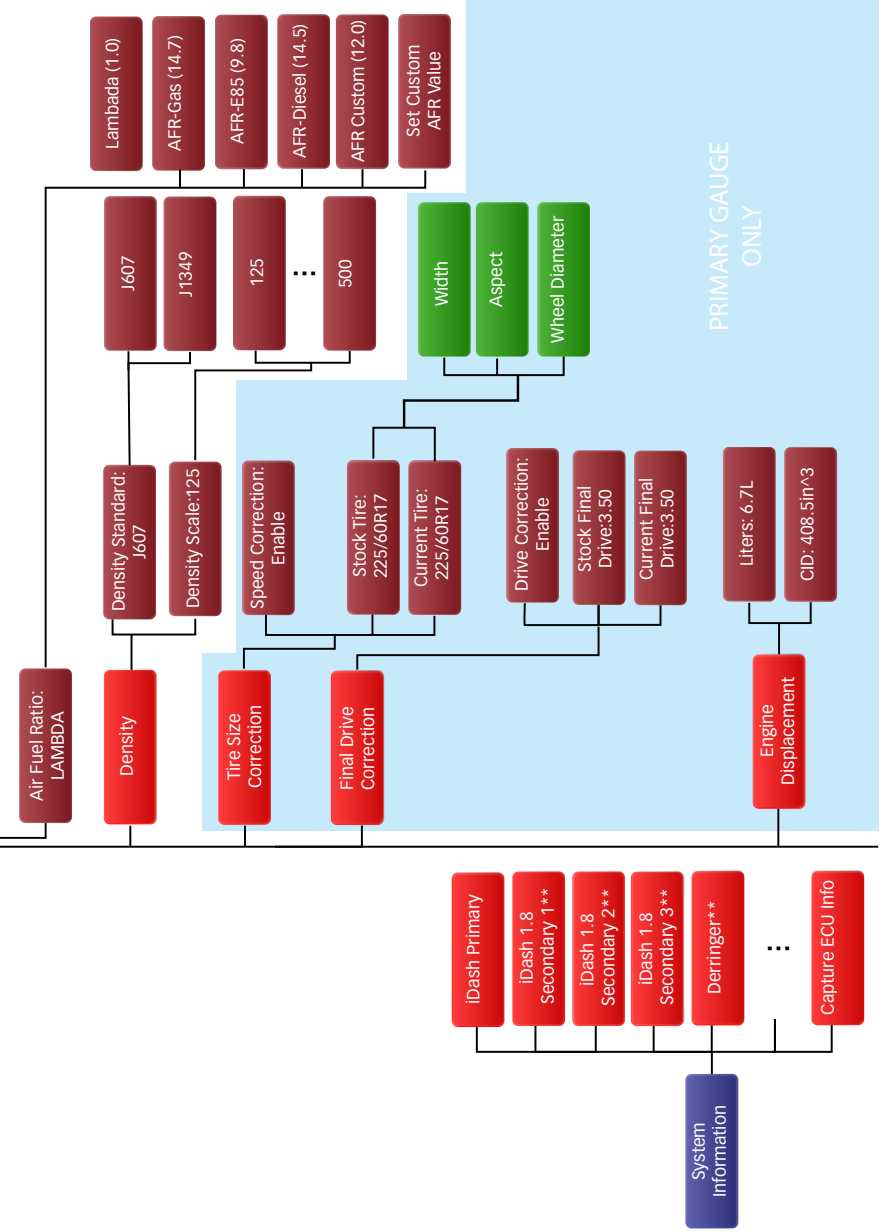 Air Fuel Ratio:
LAMBDA
Lambada (1.0)
AFR-Gas (14.7)
AFR-E85 (9.8)
AFR-Diesel (14.5)
AFR Custom (12.0)
Set Custom
AFR Value
Density
Density Standard:
J607
J607
J1349
Density Scale:125
125
...
500
Tire Size
Correction
Speed Correction:
Enable
Stock Tire:
225/60R17
Current Tire:
225/60R17
Width
Aspect
Wheel Diameter
Final Drive
Correction
Drive Correction:
Enable
Stock Final
Drive:3.50
Current Final
Drive:3.50
PRIMARY GAUGE
ONLY
Engine
Displacement
Liters: 6.7L
CID: 408.5in^3
System
Information
iDash Primary
iDash 1.8
Secondary 1**
iDash 1.8
Secondary 2**
iDash 1.8
Secondary 3**
Derringer**
...
Capture ECU Info